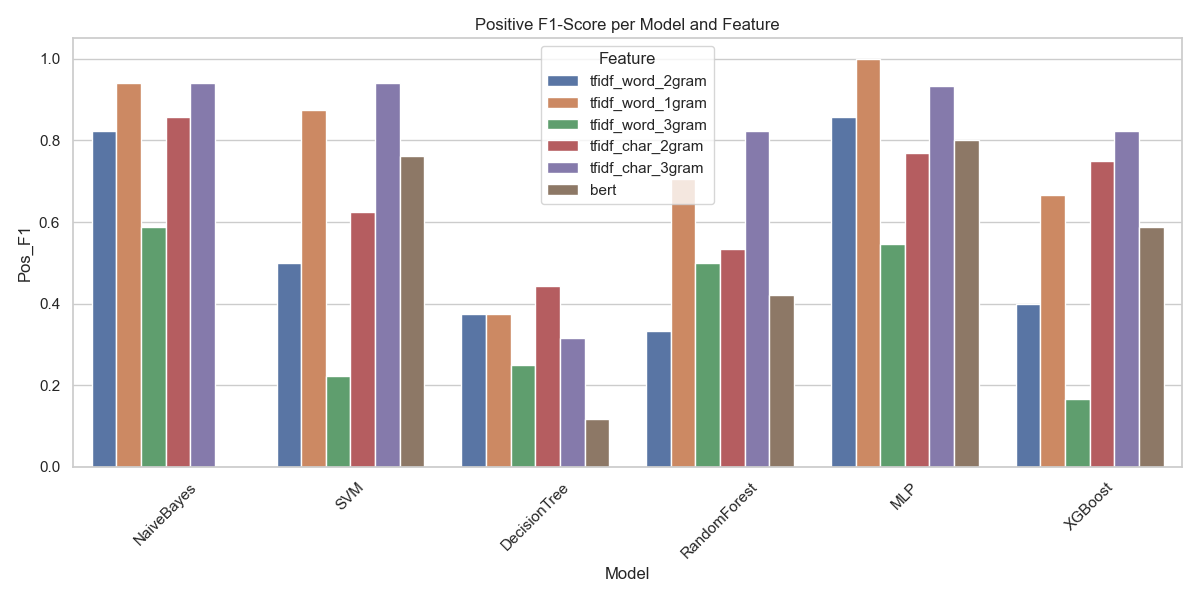 Positive F1-Score per Model and Feature
Feature
tfidf_word_2gram
tfidf_word_1gram
tfidf_word_3gram
tfidf_char_2gram
tfidf_char_3gram
bert
Pos_F1
1.0
0.8
0.6
0.4
0.2
0.0
NaiveBayes
SVM
DecisionTree
RandomForest
MLP
XGBoost
Model